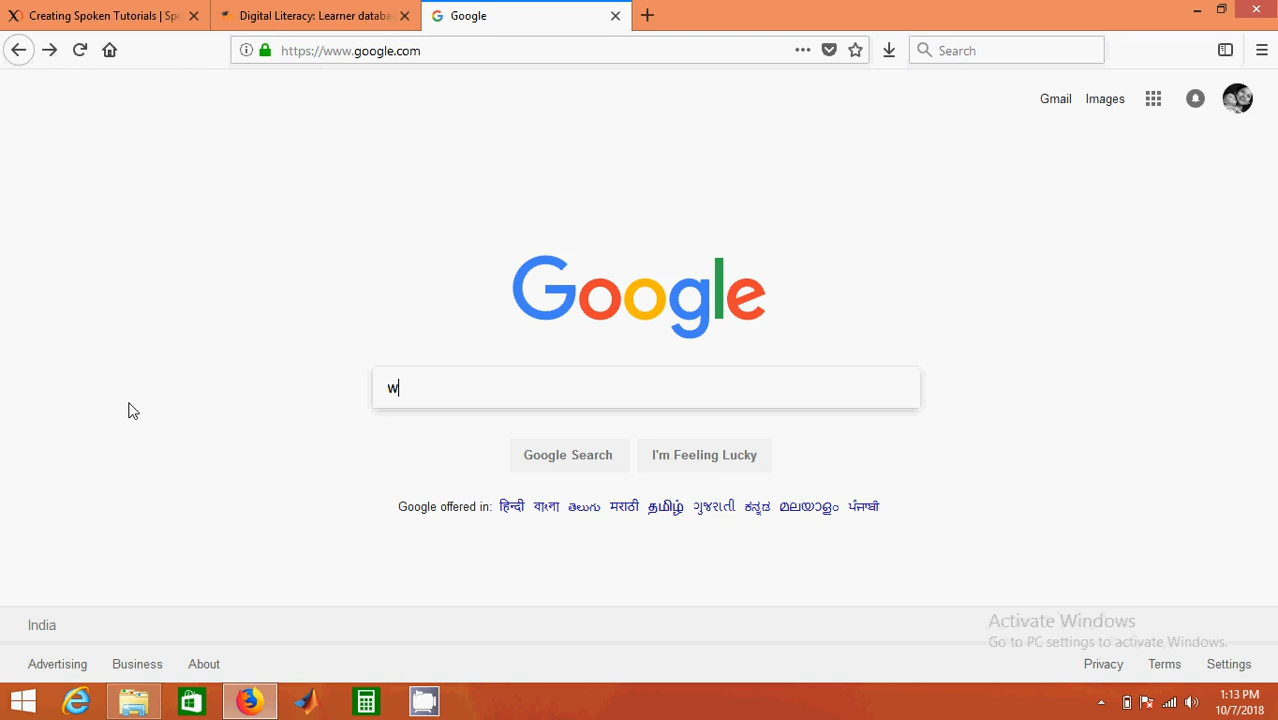 Creating Spoken Tutorials | Sp
Digital Literacy: Learner databa
Google
https://www.google.com
Search
Gmail
Images
Google
w
Google Search
I'm Feeling Lucky
Google offered in: हिन्दी বাংলা తెలుగు मराठी தமிழ் ગુજરાતી ಕನ್ನಡ മലയാളം ਪੰਜਾਬੀ
India
Activate Windows
Go to PC settings to activate Windows.
Advertising Business About
Privacy Terms Settings
1:13 PM
10/7/2018